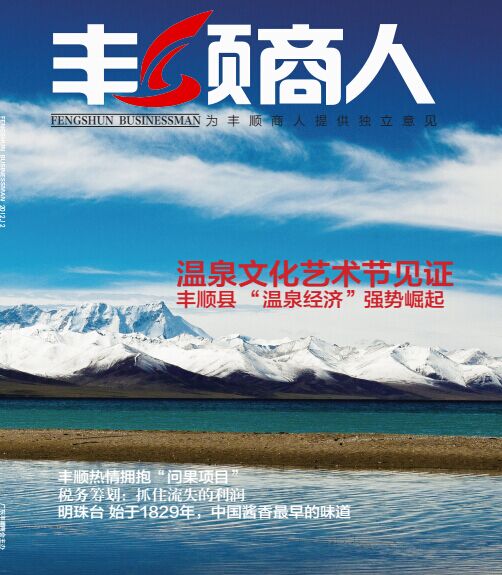 丰顺商人
FENGSHUN BUSINESSMAN 为丰顺商人提供独立意见
FENGSHUN BUSINESSMAN 2012/12
温泉文化艺术节见证
丰顺县“温泉经济”强势崛起
丰顺热情拥抱“问果项目”
税务筹划：抓住流失的利润
明珠台 始于1829年，中国酱香最早的味道